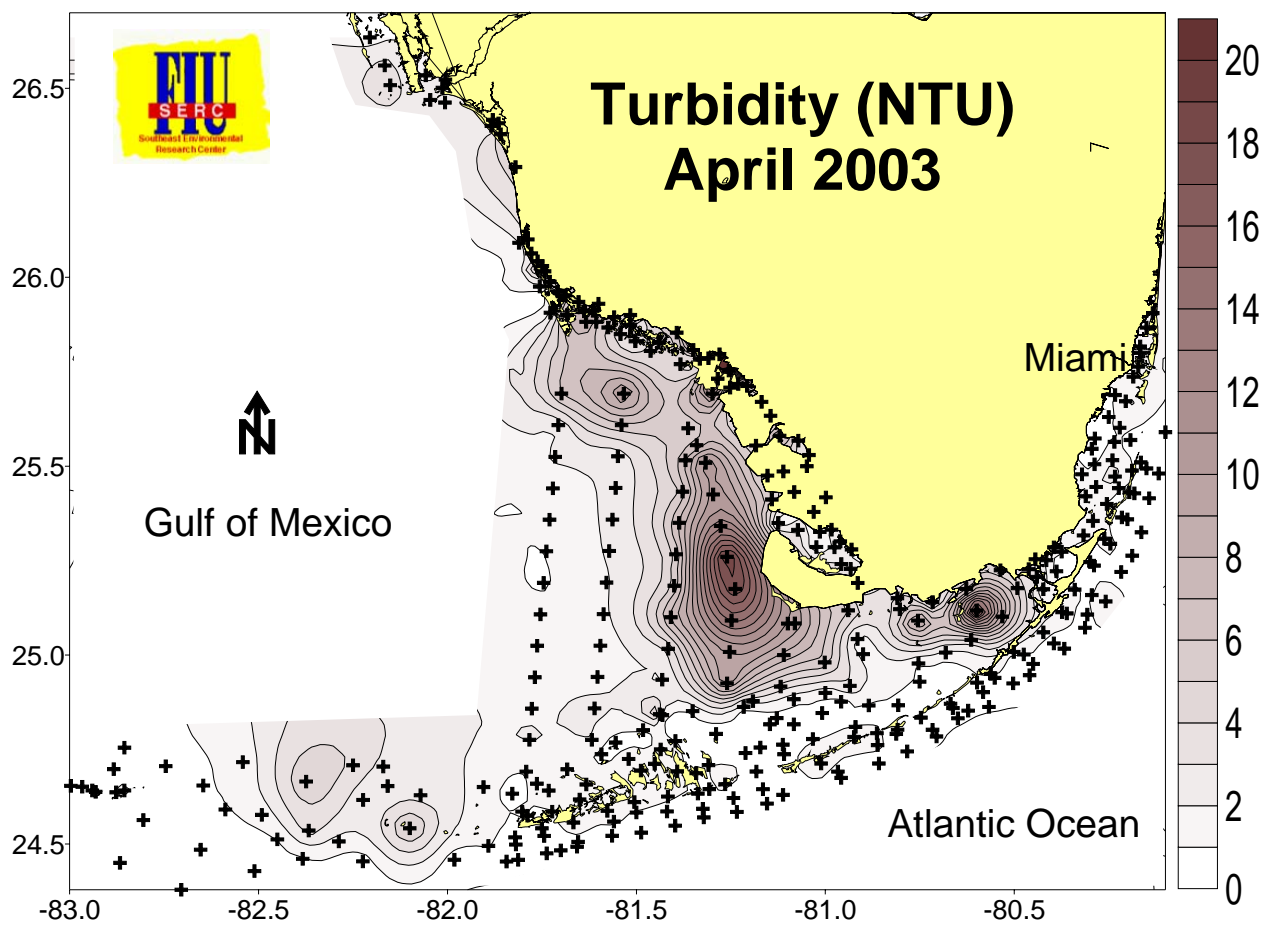 FIU
SERC
Southeast Environmental
Research Center
Turbidity (NTU)
April 2003
Miami
N
Gulf of Mexico
Atlantic Ocean
26.5
26.0
25.5
25.0
24.5
-83.0 -82.5 -82.0 -81.5 -81.0 -80.5
20
18
16
14
12
10
8
6
4
2
0